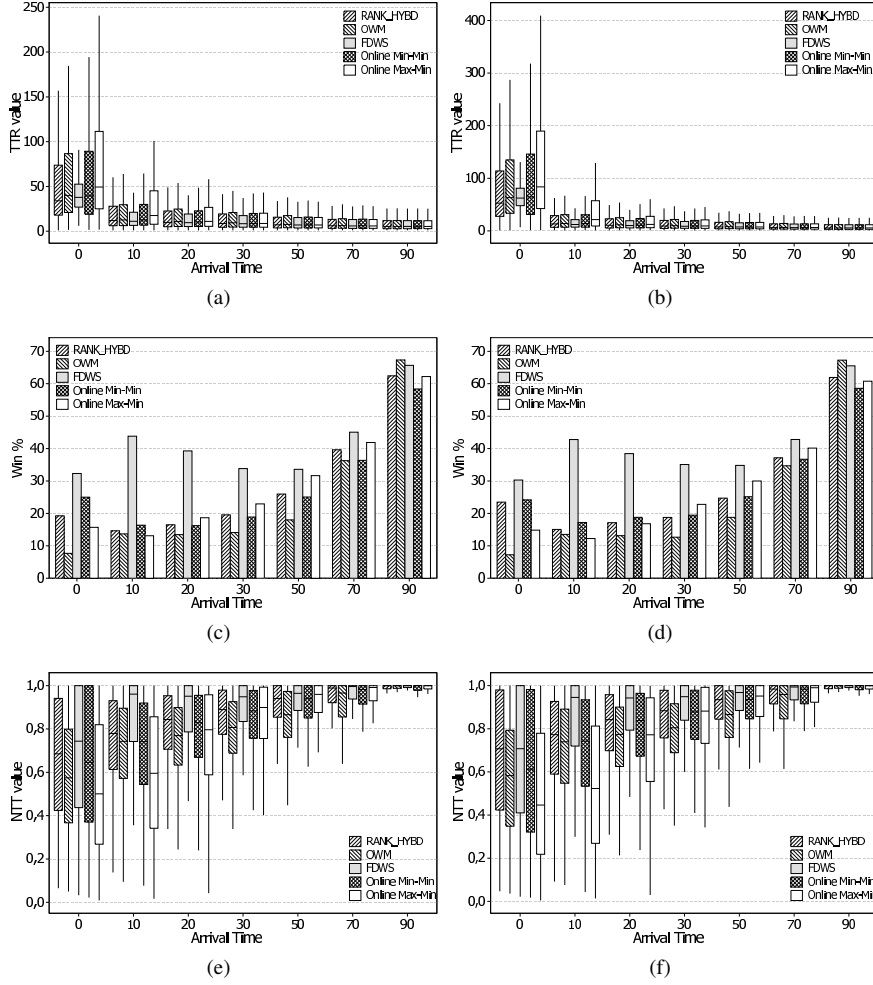 250
200
150
100
50
0
TTR value
RANK_HYBD
OWM
FDWS
Online Min-Min
Online Max-Min
0 10 20 30 50 70 90
Arrival Time
(a)
400
300
200
100
0
TTR value
RANK_HYBD
OWM
FDWS
Online Min-Min
Online Max-Min
0 10 20 30 50 70 90
Arrival Time
(b)
70
60
50
40
30
20
10
0
Win %
RANK_HYBD
OWM
FDWS
Online Min-Min
Online Max-Min
0 10 20 30 50 70 90
Arrival Time
(c)
70
60
50
40
30
20
10
0
Win %
RANK_HYBD
OWM
FDWS
Online Min-Min
Online Max-Min
0 10 20 30 50 70 90
Arrival Time
(d)
1,0
0,8
0,6
0,4
0,2
0,0
NTT value
RANK_HYBD
OWM
FDWS
Online Min-Min
Online Max-Min
0 10 20 30 50 70 90
Arrival Time
(e)
1,0
0,8
0,6
0,4
0,2
0,0
NTT value
RANK_HYBD
OWM
FDWS
Online Min-Min
Online Max-Min
0 10 20 30 50 70 90
Arrival Time
(f)